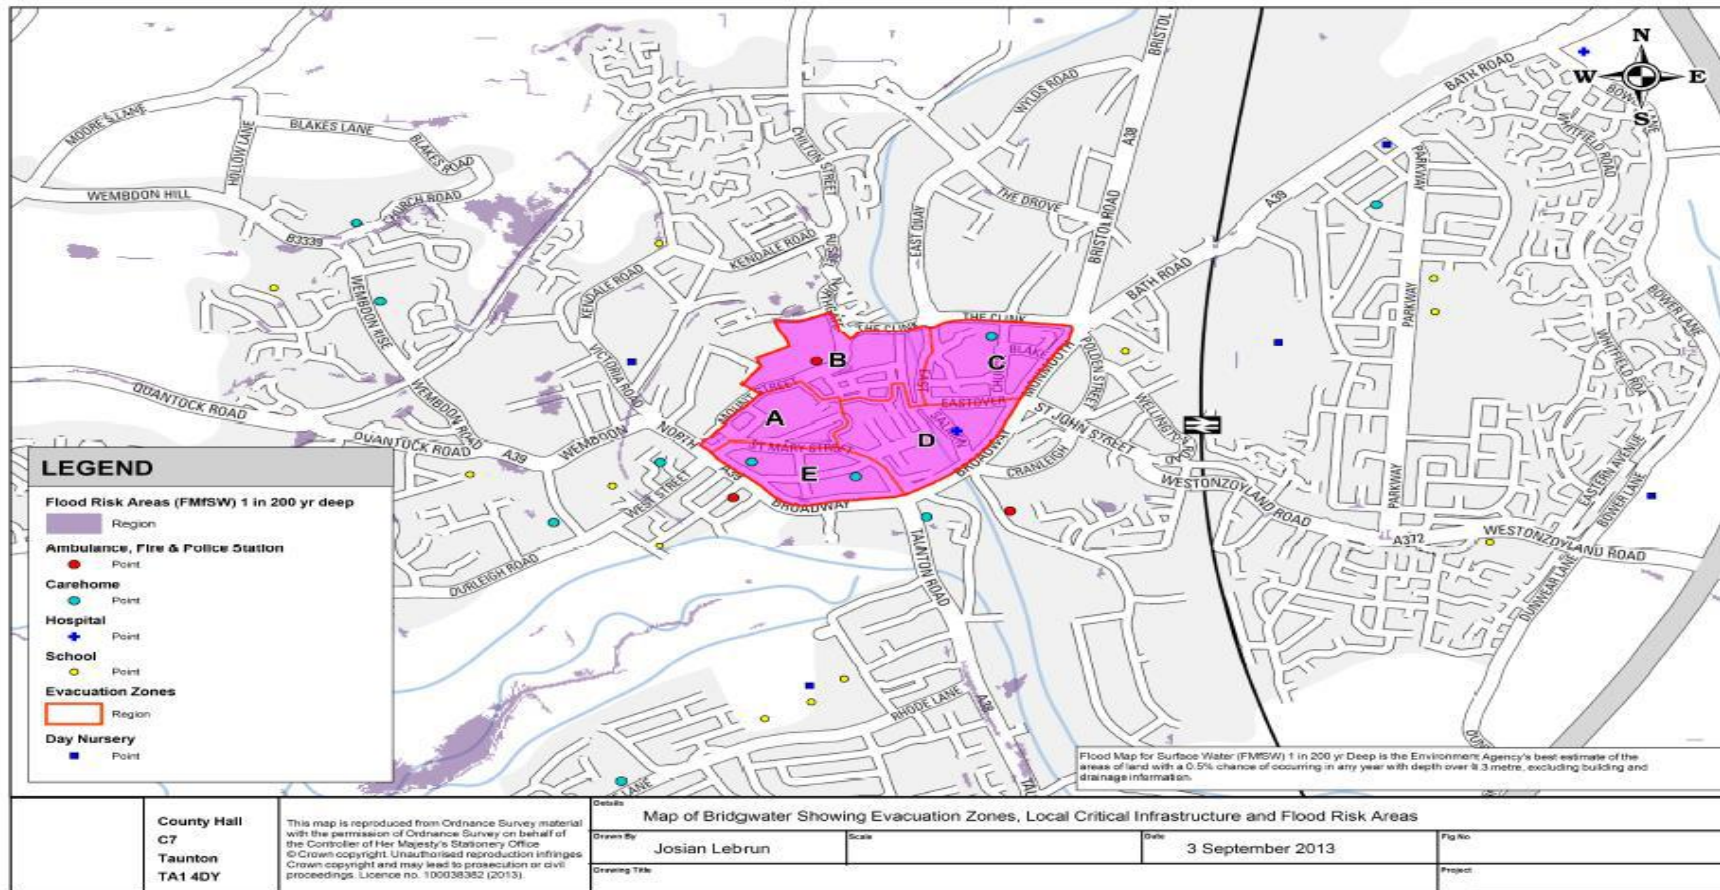 MOORE'S LANE
HOLLOW LANE
BLAKES LANE
BLAKES ROAD
WEMBDON HILL
CHURCH ROAD
B3339
WEMBDON RISE
KENDALE ROAD
KENDALE ROAD
CHILTON STREET
WYLDS ROAD
BRISTOL
A38
THE DROVE
BRISTOL ROAD
EAST QUAY
BATH ROAD
A39
BATH ROAD
PARKWAY
WHITFIELD ROAD
BOWER LANE
N
W
E
S
PARKWAY
VICTORIA ROAD
QUANTOCK ROAD
WEMBDON ROAD
QUANTOCK ROAD
A39
WEMBDON
NORTH
MOUNT STREET
THE CLINK
THE CLINK
B
C
BLAKE
MONMOUTH
POLDEN STREET
A
EAST
EASTOVER
ST JOHN STREET
WELLINGTON
ST MARY STREET
D
E
BROADWAY
CRANLEIGH
WEST STREET
A39
BROADWAY
DURLEIGH ROAD
TAUNTON ROAD
WESTONZOYLAND ROAD
PARKWAY
A372
WESTONZOYLAND ROAD
EASTERN AVENUE
BOWER LANE
DUNWEAR LANE
RHODE LANE
A38
LANE
LEGEND
Flood Risk Areas (FMfSW) 1 in 200 yr deep
Region
Ambulance, Fire & Police Station
Point
Carehome
Point
Hospital
Point
School
Point
Evacuation Zones
Region
Day Nursery
Point
Flood Map for Surface Water (FMfSW) 1 in 200 yr Deep is the Environment Agency's best estimate of the
areas of land with a 0.5% chance of occurring in any year with depth over 0.3 metre, excluding building and
drainage information.
County Hall
C7
Taunton
TA1 4DY
This map is reproduced from Ordnance Survey material
with the permission of Ordnance Survey on behalf of
the Controller of Her Majesty's Stationery Office
© Crown copyright. Unauthorised reproduction infringes
Crown copyright and may lead to prosecution or civil
proceedings. Licence no. 100038382 (2013).
Details
Map of Bridgwater Showing Evacuation Zones, Local Critical Infrastructure and Flood Risk Areas
Drawn By
Josian Lebrun
Scale
Date
3 September 2013
Fig No
Drawing Title
Project